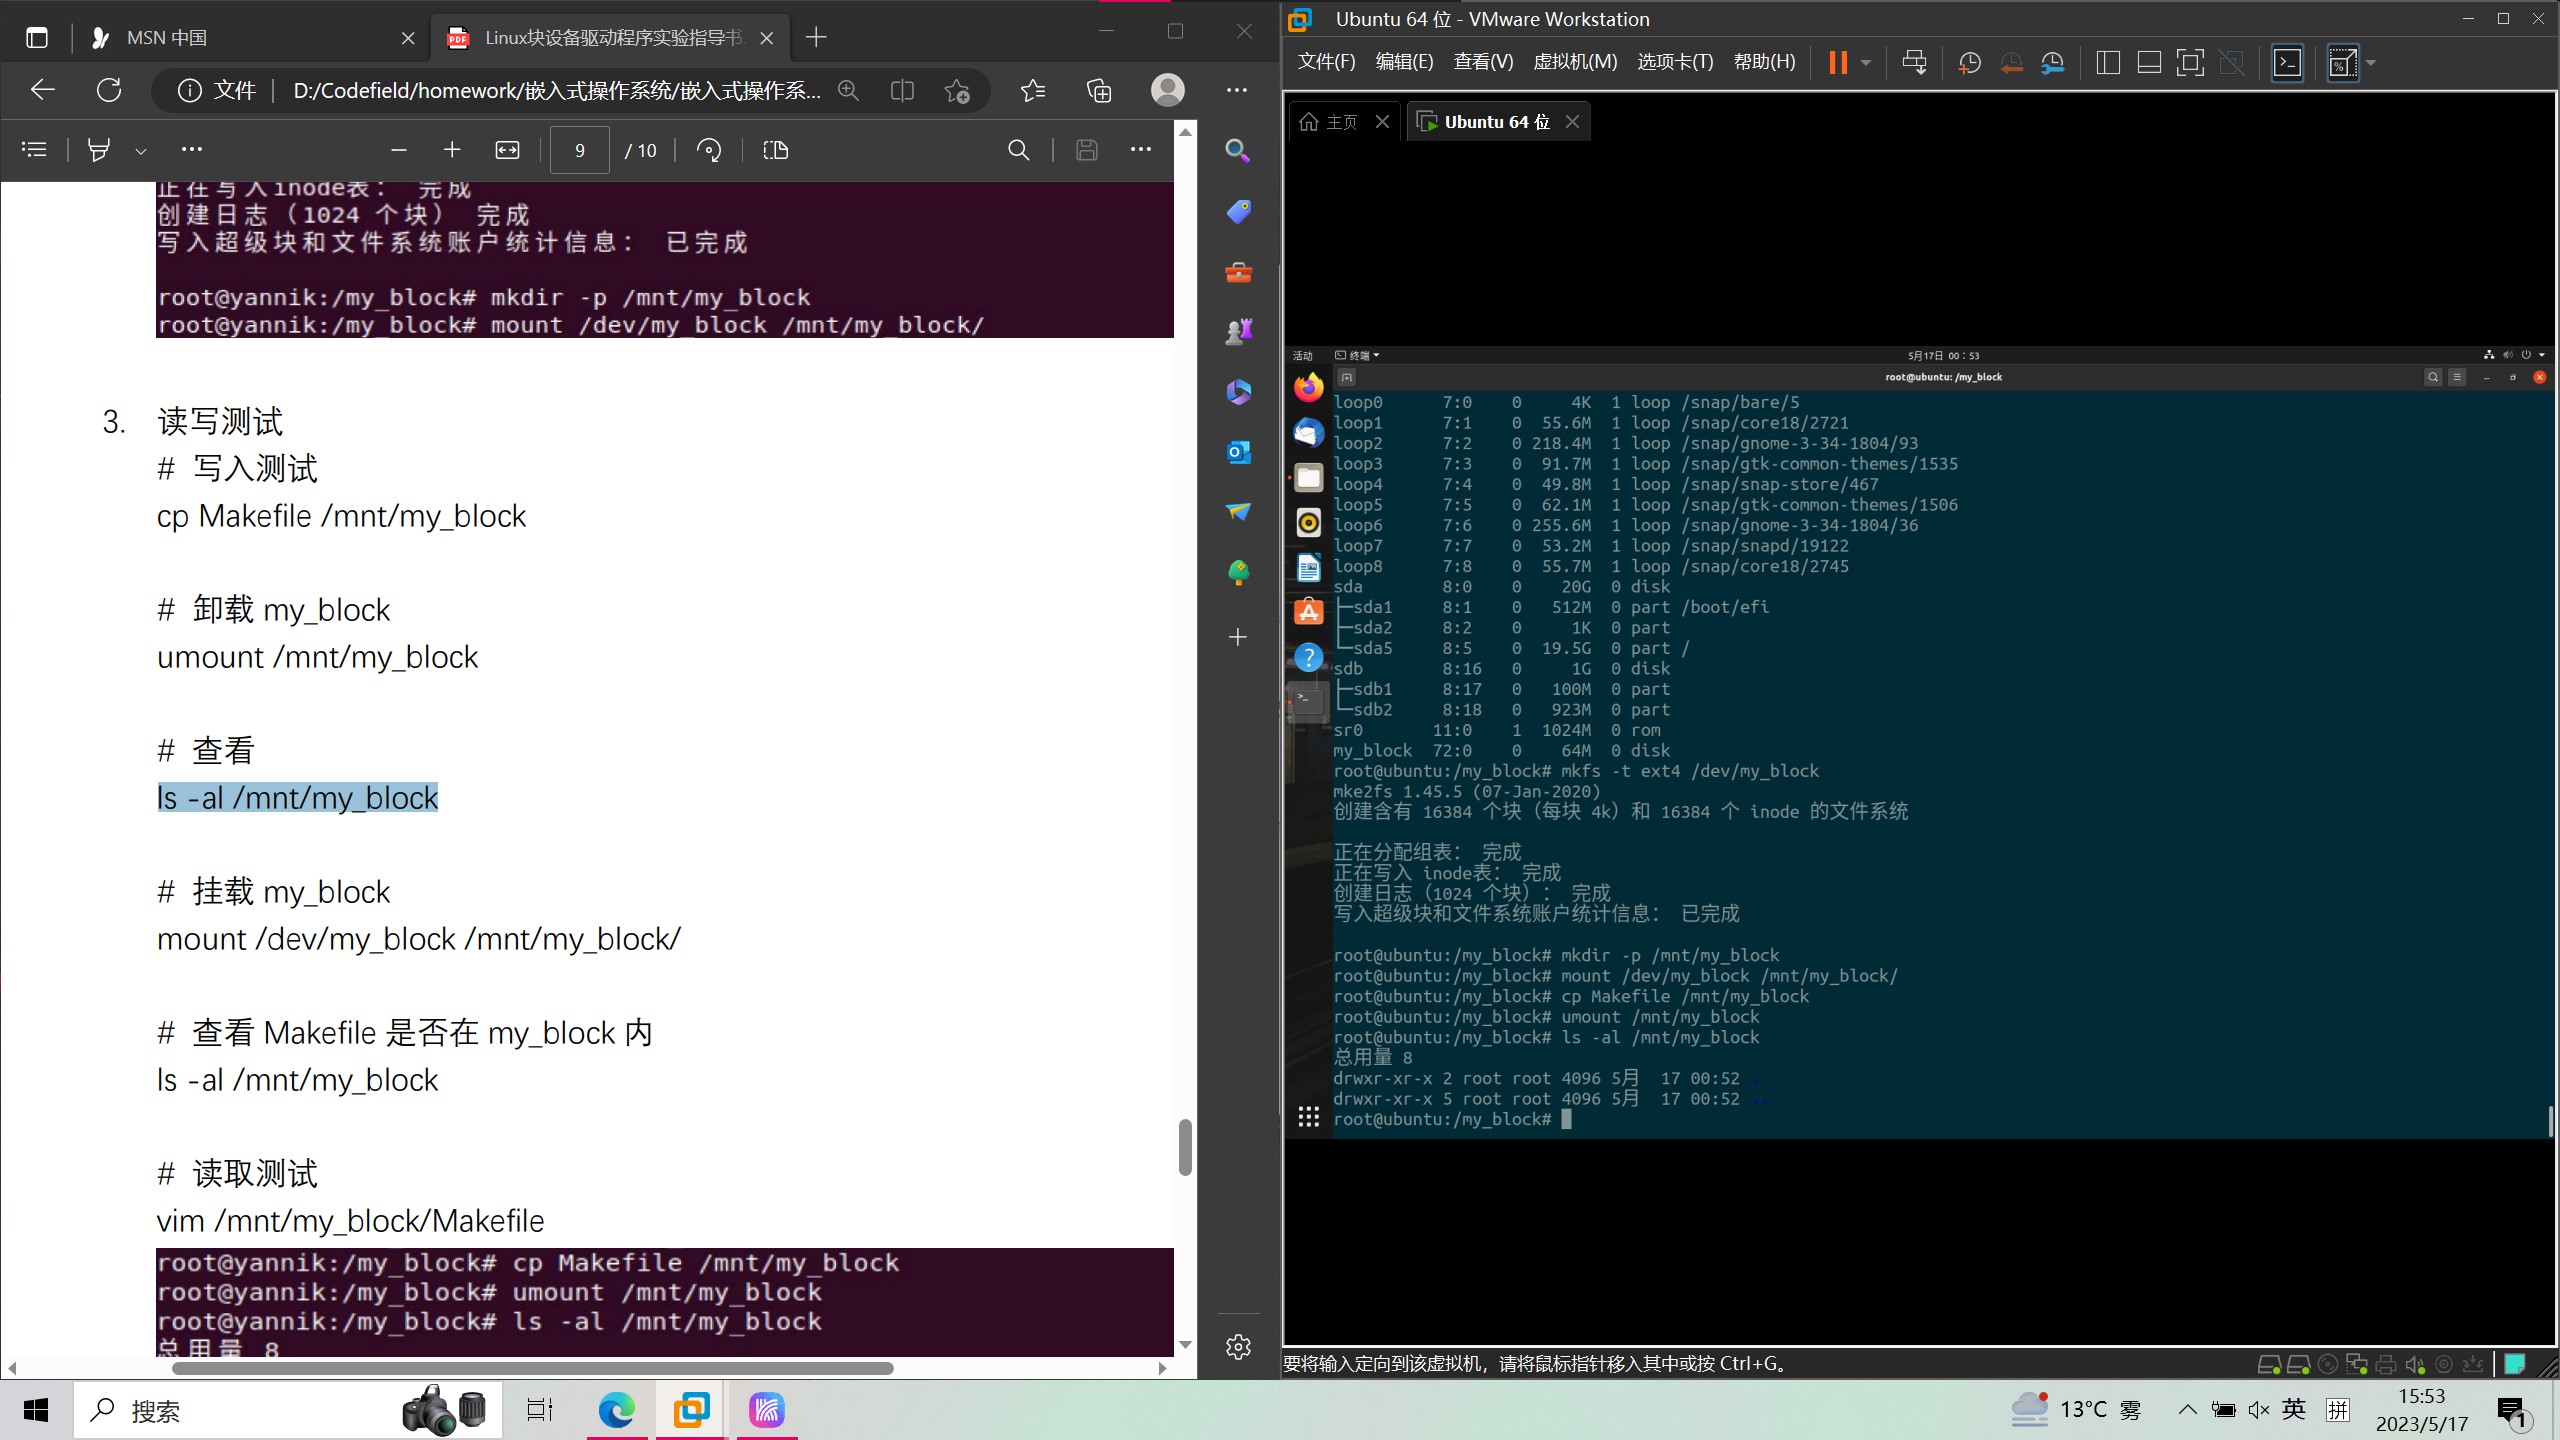 MSN 中国
Linux块设备驱动程序实验指导书
文件
D:/Codefield/homework/嵌入式操作系统/嵌入式操作系...
9 / 10
正在写入inode表： 完成
创建日志（1024 个块） 完成
写入超级块和文件系统账户统计信息： 已完成
root@yannik:/my_block# mkdir -p /mnt/my_block
root@yannik:/my_block# mount /dev/my_block /mnt/my_block/
3. 读写测试
# 写入测试
cp Makefile /mnt/my_block
# 卸载 my_block
umount /mnt/my_block
# 查看
ls -al /mnt/my_block
# 挂载 my_block
mount /dev/my_block /mnt/my_block/
# 查看 Makefile 是否在 my_block 内
ls -al /mnt/my_block
# 读取测试
vim /mnt/my_block/Makefile
root@yannik:/my_block# cp Makefile /mnt/my_block
root@yannik:/my_block# umount /mnt/my_block
root@yannik:/my_block# ls -al /mnt/my_block
总用量 8
Ubuntu 64 位 - VMware Workstation
文件(F) 编辑(E) 查看(V) 虚拟机(M) 选项卡(T) 帮助(H)
主页
Ubuntu 64 位
活动 终端 5月17日 00：53
root@ubuntu: /my_block
loop0 7:0 0 4K 1 loop /snap/bare/5
loop1 7:1 0 55.6M 1 loop /snap/core18/2721
loop2 7:2 0 218.4M 1 loop /snap/gnome-3-34-1804/93
loop3 7:3 0 91.7M 1 loop /snap/gtk-common-themes/1535
loop4 7:4 0 49.8M 1 loop /snap/snap-store/467
loop5 7:5 0 62.1M 1 loop /snap/gtk-common-themes/1506
loop6 7:6 0 255.6M 1 loop /snap/gnome-3-34-1804/36
loop7 7:7 0 53.2M 1 loop /snap/snapd/19122
loop8 7:8 0 55.7M 1 loop /snap/core18/2745
sda 8:0 0 20G 0 disk
├─sda1 8:1 0 512M 0 part /boot/efi
├─sda2 8:2 0 1K 0 part
└─sda5 8:5 0 19.5G 0 part /
sdb 8:16 0 1G 0 disk
├─sdb1 8:17 0 100M 0 part
└─sdb2 8:18 0 923M 0 part
sr0 11:0 1 1024M 0 rom
my_block 72:0 0 64M 0 disk
root@ubuntu:/my_block# mkfs -t ext4 /dev/my_block
mke2fs 1.45.5 (07-Jan-2020)
创建含有 16384 个块（每块 4k）和 16384 个 inode 的文件系统
正在分配组表： 完成
正在写入 inode表： 完成
创建日志（1024 个块）： 完成
写入超级块和文件系统账户统计信息： 已完成
root@ubuntu:/my_block# mkdir -p /mnt/my_block
root@ubuntu:/my_block# mount /dev/my_block /mnt/my_block/
root@ubuntu:/my_block# cp Makefile /mnt/my_block
root@ubuntu:/my_block# umount /mnt/my_block
root@ubuntu:/my_block# ls -al /mnt/my_block
总用量 8
drwxr-xr-x 2 root root 4096 5月 17 00:52 .
drwxr-xr-x 5 root root 4096 5月 17 00:52 ..
root@ubuntu:/my_block#
要将输入定向到该虚拟机，请将鼠标指针移入其中或按 Ctrl+G。
搜索
13°C 雾
英
拼
15:53
2023/5/17
1